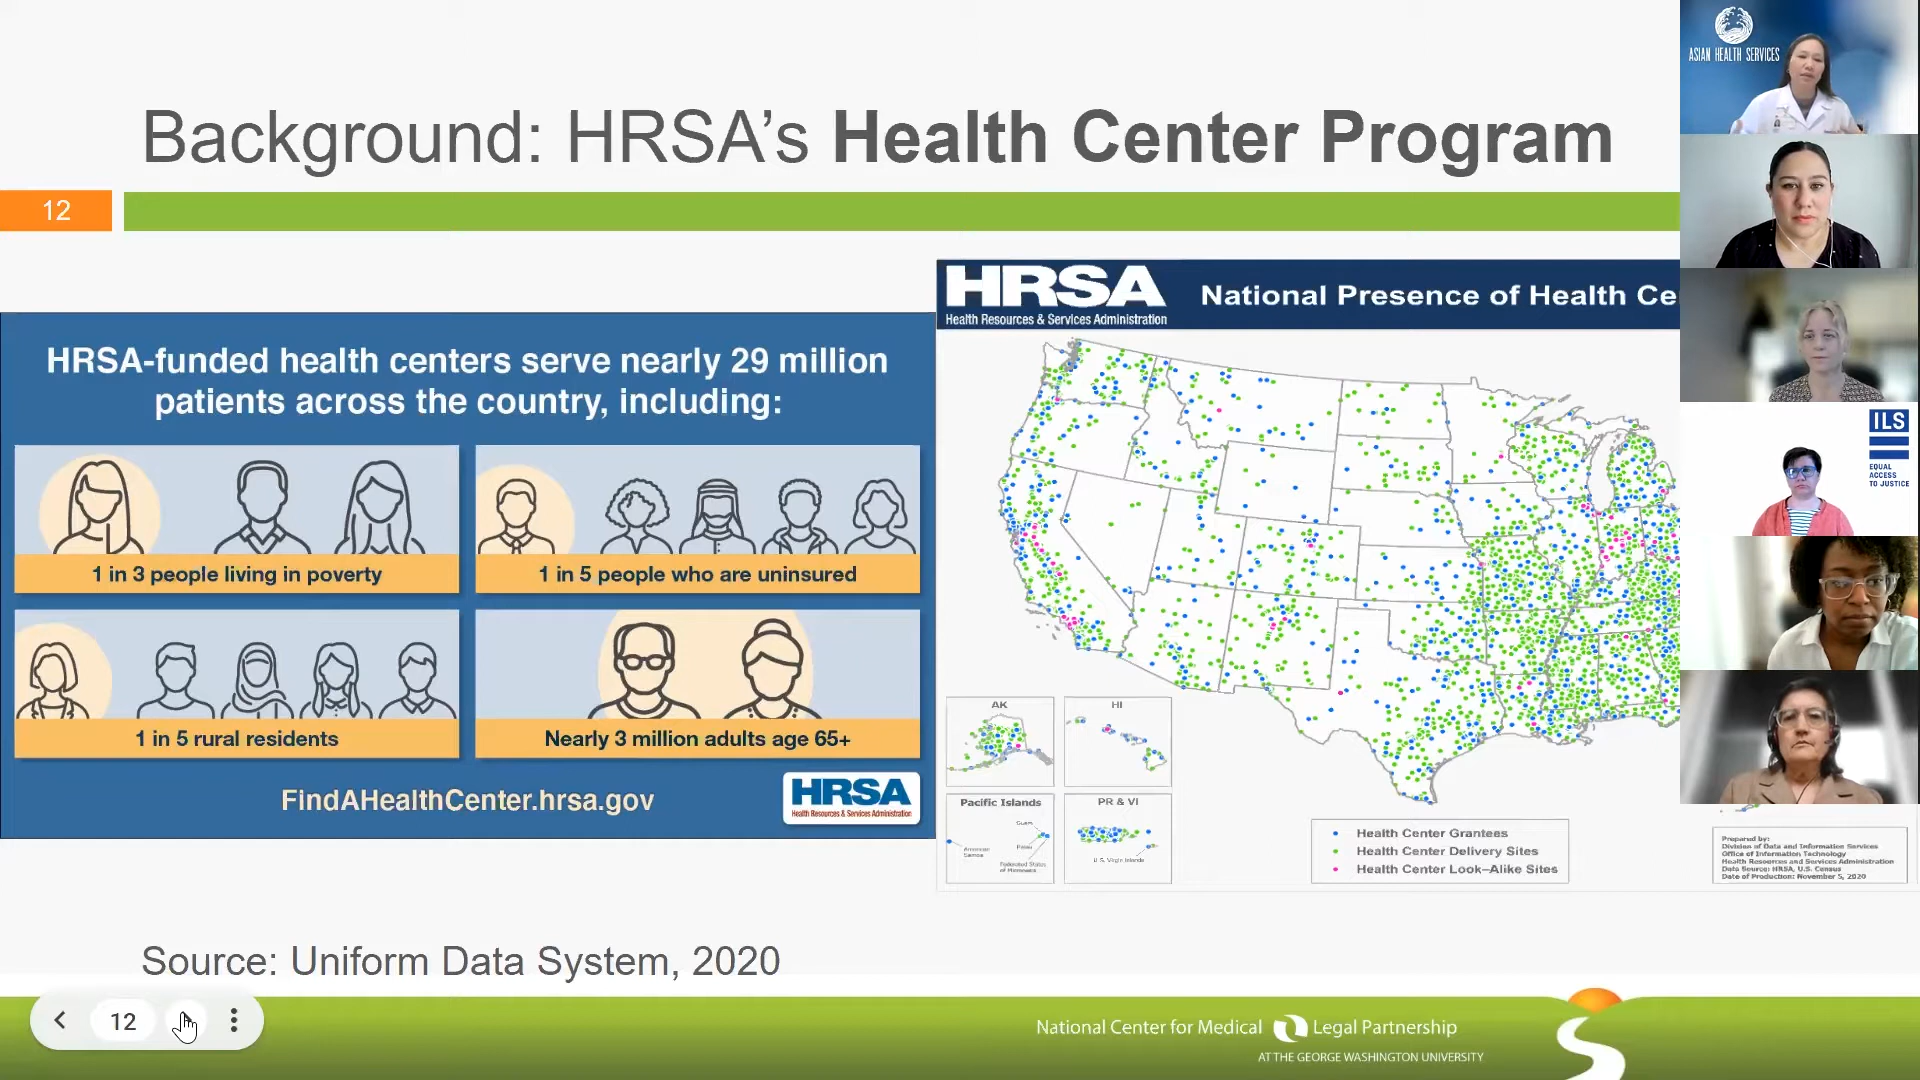 Background: HRSA's Health Center Program
12
HRSA-funded health centers serve nearly 29 million
patients across the country, including:
1 in 3 people living in poverty
1 in 5 people who are uninsured
1 in 5 rural residents
Nearly 3 million adults age 65+
FindAHealthCenter.hrsa.gov
HRSA
Health Resources & Services Administration
HRSA
Health Resources & Services Administration
National Presence of Health Ce
AK
HI
Pacific Islands
Guam
Palau
American
Samoa
Federated States
of Micronesia
PR & VI
U.S. Virgin Islands
Health Center Grantees
Health Center Delivery Sites
Health Center Look-Alike Sites
Prepared by:
Division of Data and Information Services
Office of Information Technology
Health Resources and Services Administration
Data Source: HRSA, U.S. Census
Date of Production: November 5, 2020
Source: Uniform Data System, 2020
12
National Center for Medical Legal Partnership
AT THE GEORGE WASHINGTON UNIVERSITY
ASIAN HEALTH SERVICES
ILS
EQUAL
ACCESS
TO JUSTICE